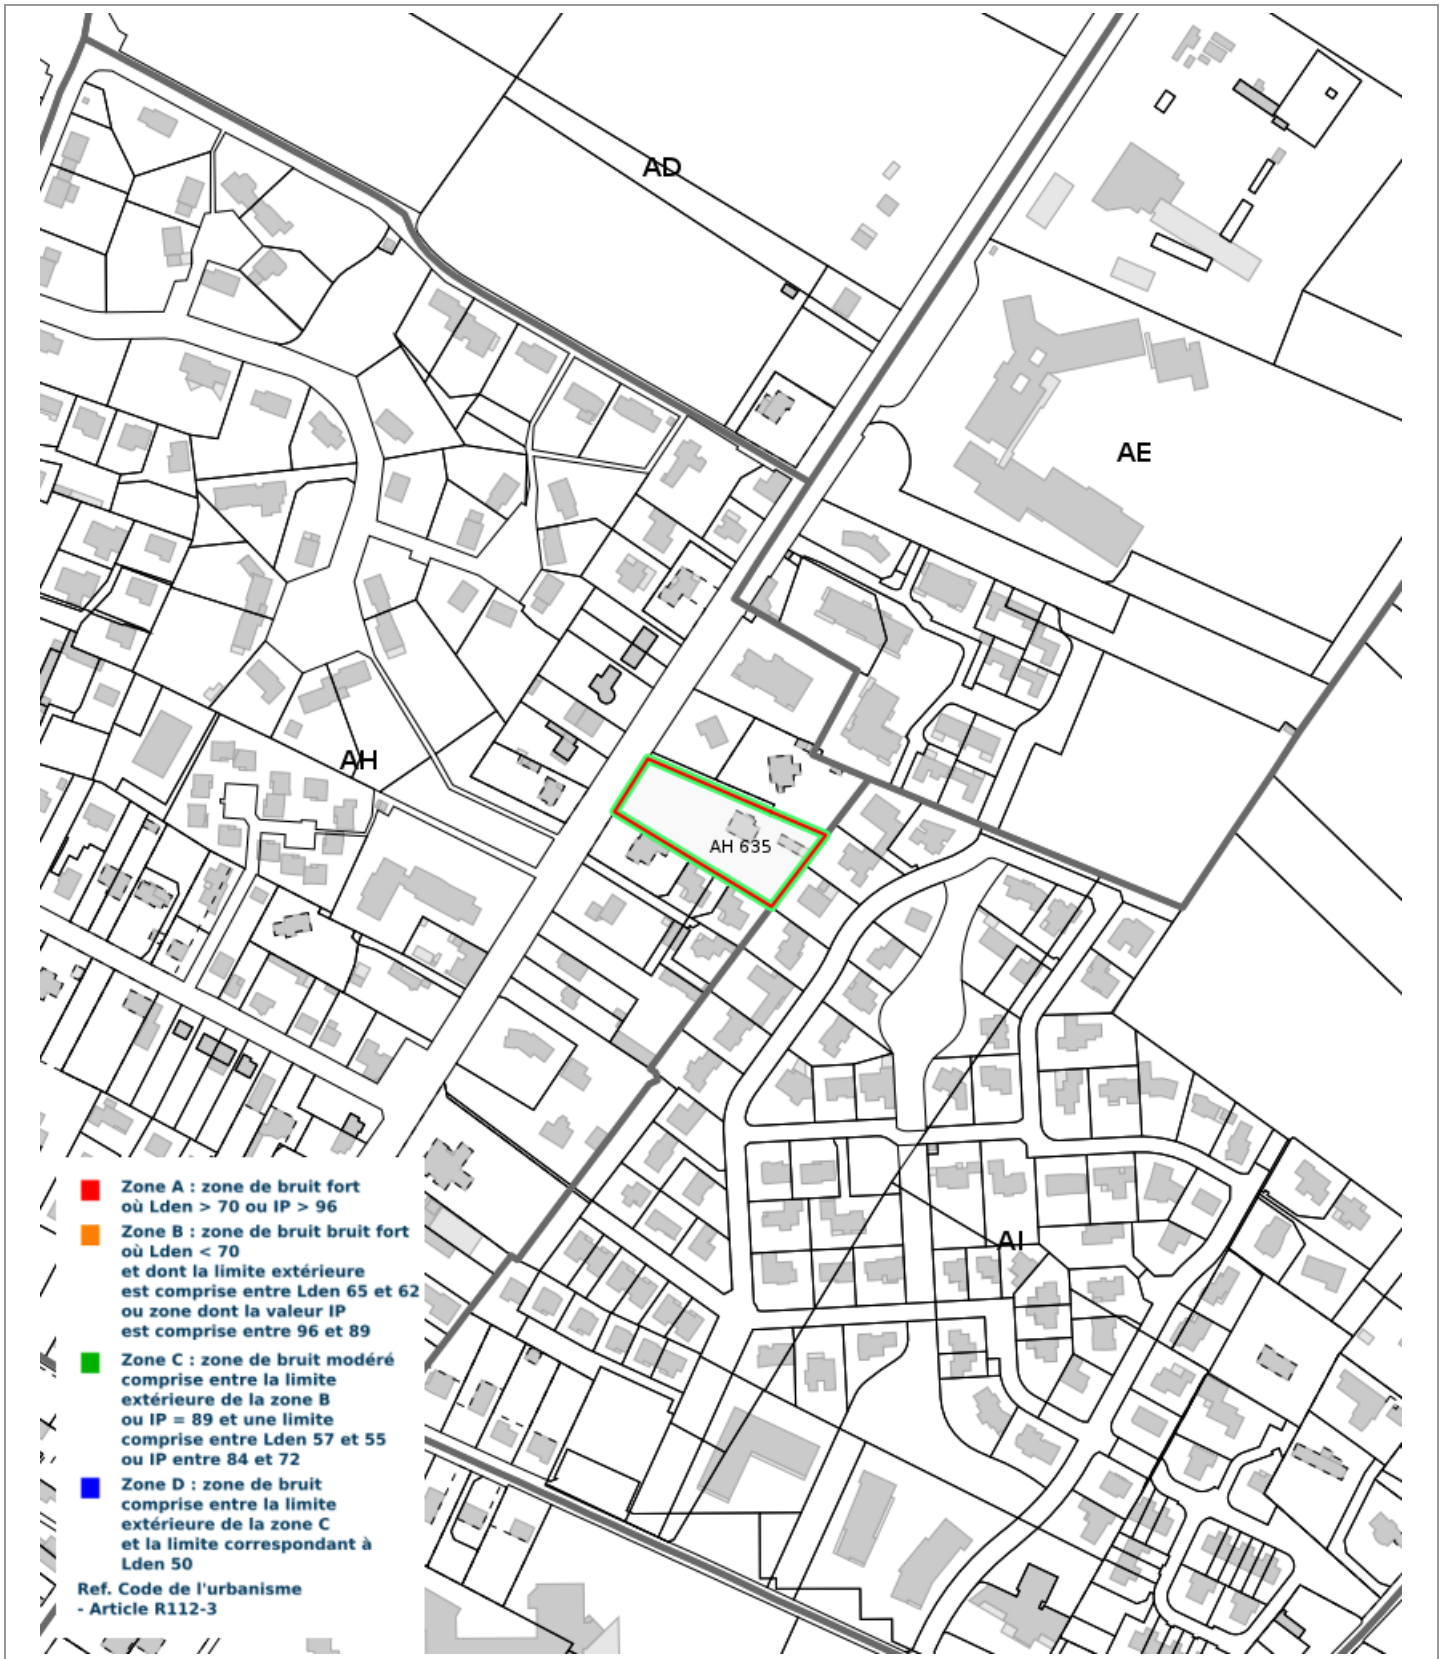 AD
AE
AH
AH 635
AI
Zone A : zone de bruit fort
où Lden > 70 ou IP > 96
Zone B : zone de bruit bruit fort
où Lden < 70
et dont la limite extérieure
est comprise entre Lden 65 et 62
ou zone dont la valeur IP
est comprise entre 96 et 89
Zone C : zone de bruit modéré
comprise entre la limite
extérieure de la zone B
ou IP = 89 et une limite
comprise entre Lden 57 et 55
ou IP entre 84 et 72
Zone D : zone de bruit
comprise entre la limite
extérieure de la zone C
et la limite correspondant à
Lden 50
Ref. Code de l'urbanisme
- Article R112-3